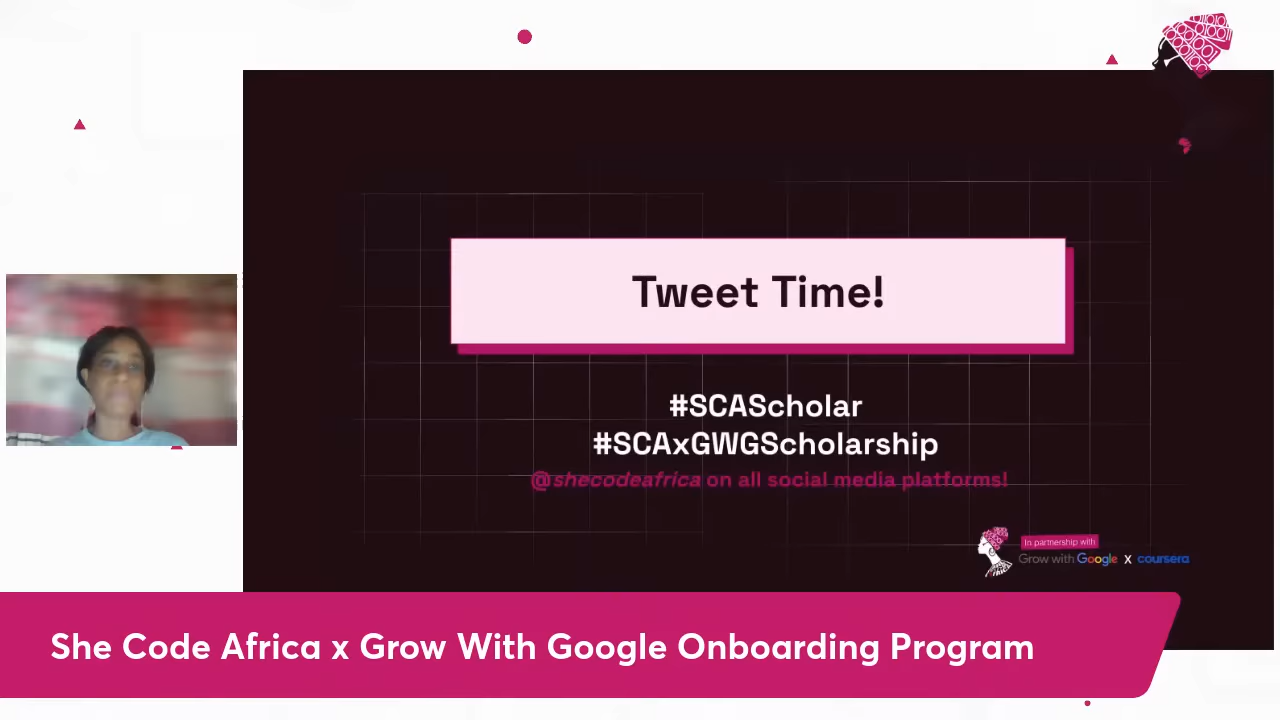 Tweet Time!
#SCAScholar
#SCAxGWGScholarship
@shecodeafrica on all social media platforms!
In partnership with
Grow with Google x coursera
She Code Africa x Grow With Google Onboarding Program